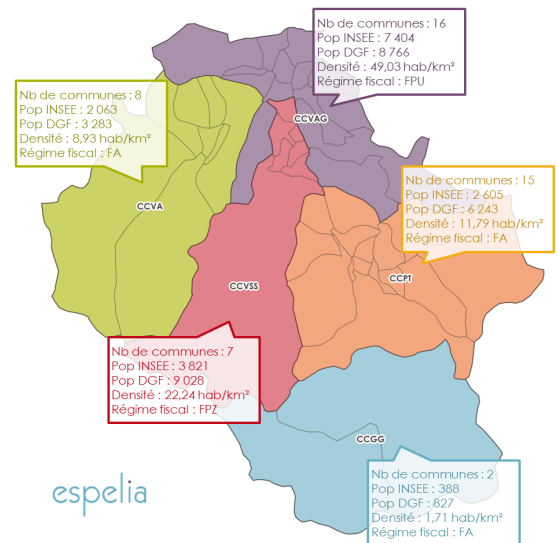 Nb de communes : 16
Pop INSEE : 7 404
Pop DGF : 8 766
Densité : 49,03 hab/km²
Régime fiscal : FPU
CCVAG
Nb de communes : 8
Pop INSEE : 2 063
Pop DGF : 3 283
Densité : 8,93 hab/km²
Régime fiscal : FA
CCVA
Nb de communes : 15
Pop INSEE : 2 605
Pop DGF : 6 243
Densité : 11,79 hab/km²
Régime fiscal : FA
CCPT
CCVSS
Nb de communes : 7
Pop INSEE : 3 821
Pop DGF : 9 028
Densité : 22,24 hab/km²
Régime fiscal : FPZ
CCGG
Nb de communes : 2
Pop INSEE : 388
Pop DGF : 827
Densité : 1,71 hab/km²
Régime fiscal : FA
espelia